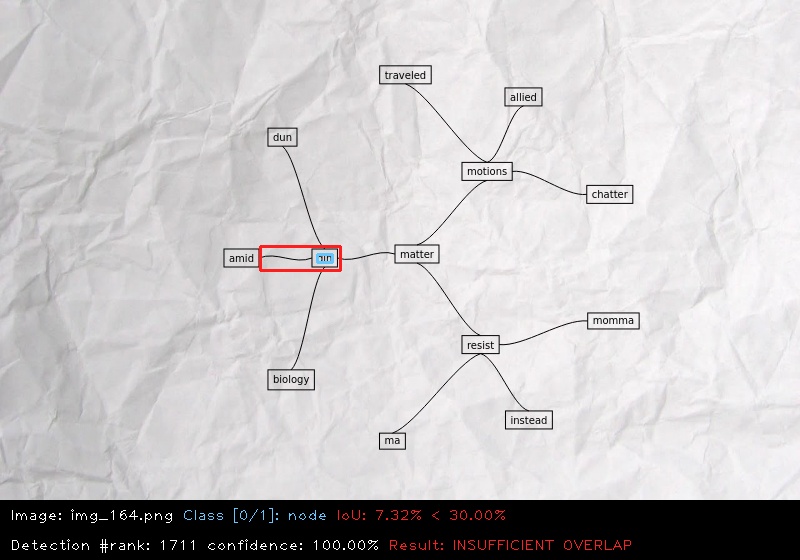 traveled
allied
dun
motions
chatter
matter
amid
momma
resist
biology
instead
ma
Image: img_164.png Class [0/1]: node IoU: 7.32% < 30.00%
Detection #rank: 1711 confidence: 100.00% Result: INSUFFICIENT OVERLAP